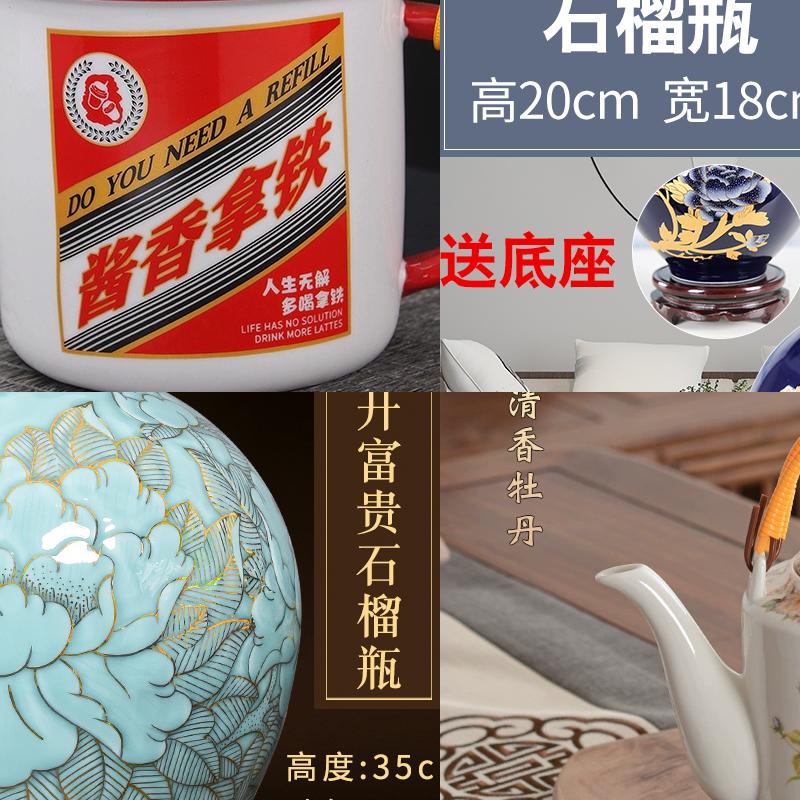 DO YOU NEED A REFILL
酱香拿铁
人生无解
多喝拿铁
LIFE HAS NO SOLUTION
DRINK MORE LATTES
石榴瓶
高20cm 宽18c
送底座
升富贵石榴瓶
高度:35c
清香牡丹